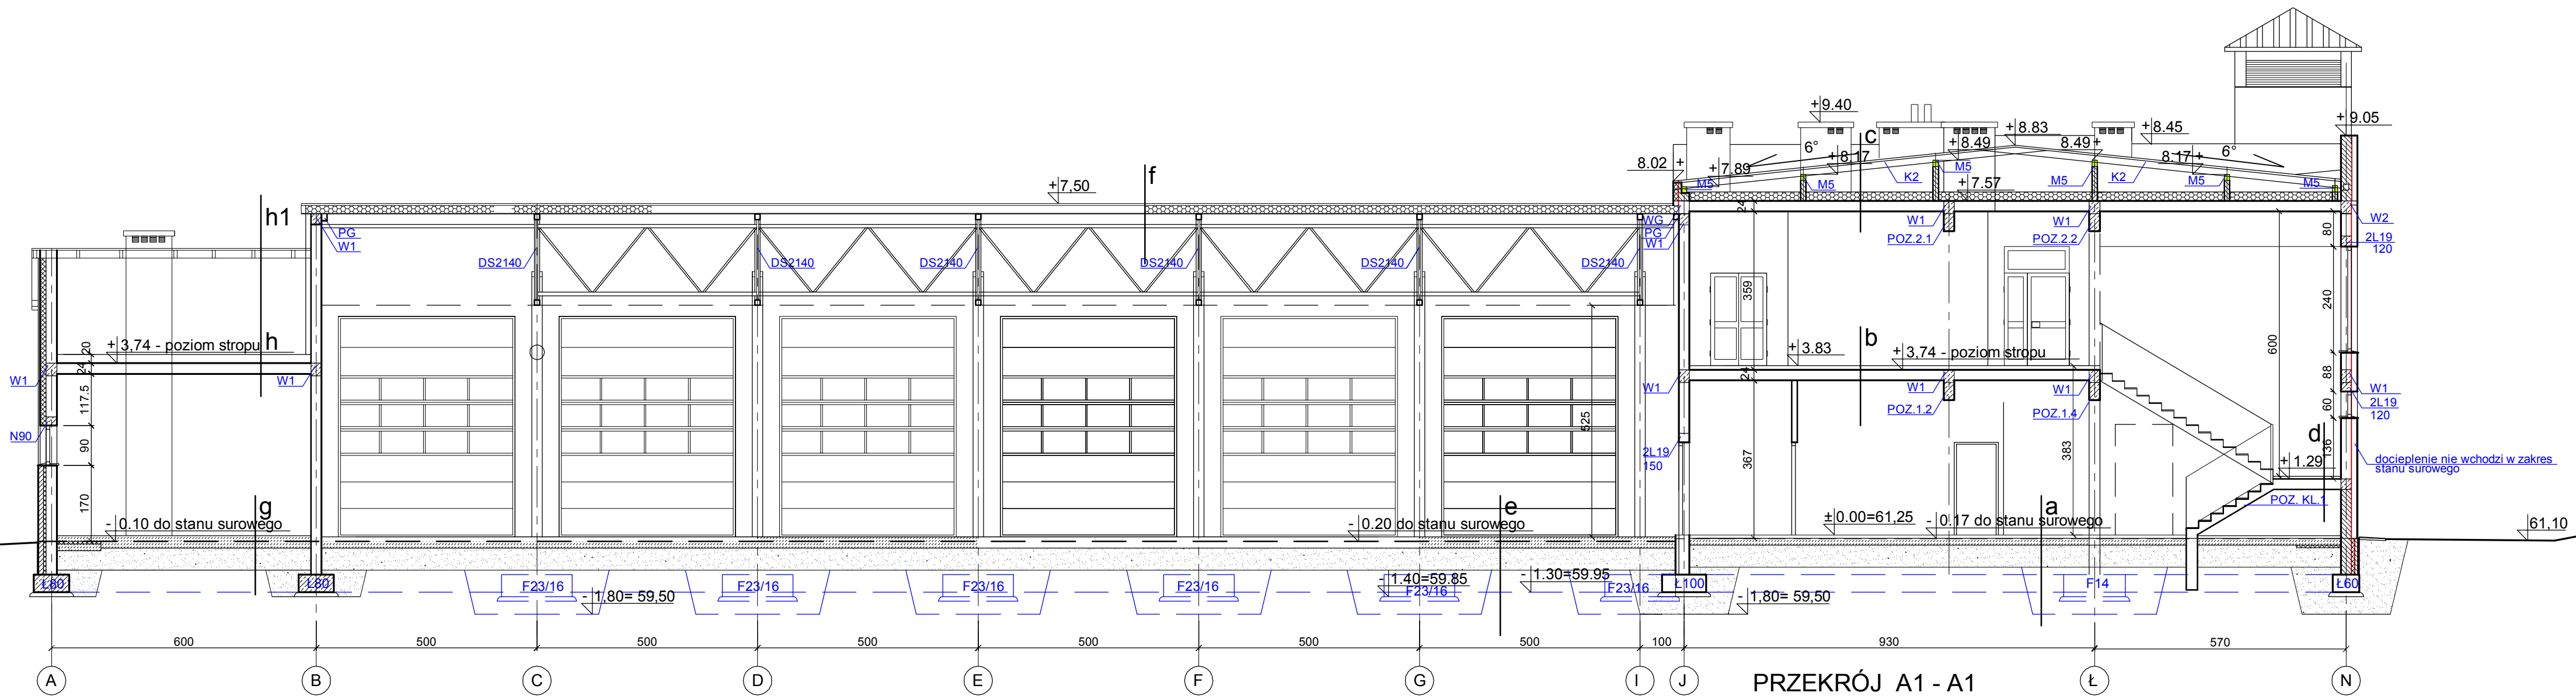 +9.40
+9.05
+8.83
+8.45
c
6°
+8.49
8.49+
6°
8.02 +
+7.89
+8.17
8.17+
M5
M5
K2
M5
M5
K2
M5
M5
+7,50
f
+7.57
24
h1
PG
W1
WG
PG
W1
W1
POZ.2.1
W1
POZ.2.2
W2
80
2L19
120
DS2140
DS2140
DS2140
DS2140
DS2140
DS2140
359
240
600
20
+ 3,74 - poziom stropu
h
24
b
+3.83
+3,74 - poziom stropu
24
88
W1
W1
W1
W1
POZ.1.2
W1
POZ.1.4
W1
2L19
120
60
117.5
N90
90
525
2L19
150
367
383
d
136
+1.29
docieplenie nie wchodzi w zakres
stanu surowego
170
POZ. KL.1
g
- 0.10 do stanu surowego
e
- 0.20 do stanu surowego
±0.00=61,25
a
- 0.17 do stanu surowego
61,10
Ł80
Ł80
F23/16
F23/16
F23/16
F23/16
F23/16
F23/16
Ł100
F14
Ł60
- 1,80= 59,50
- 1.40=59.85
- 1.30=59.95
- 1,80= 59,50
600
500
500
500
500
500
500
100
930
570
A
B
C
D
E
F
G
I
J
Ł
N
PRZEKRÓJ A1 - A1